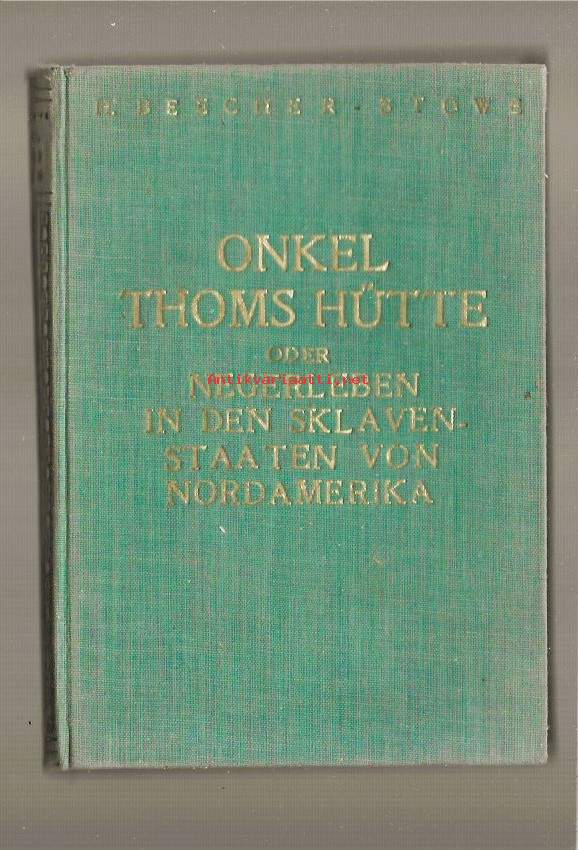 H. BEECHER-STOWE
ONKEL
THOMS HÜTTE
ODER
Antikvariaatti.net
NEGERLEBEN
IN DEN SKLAVEN-
STAATEN VON
NORDAMERIKA